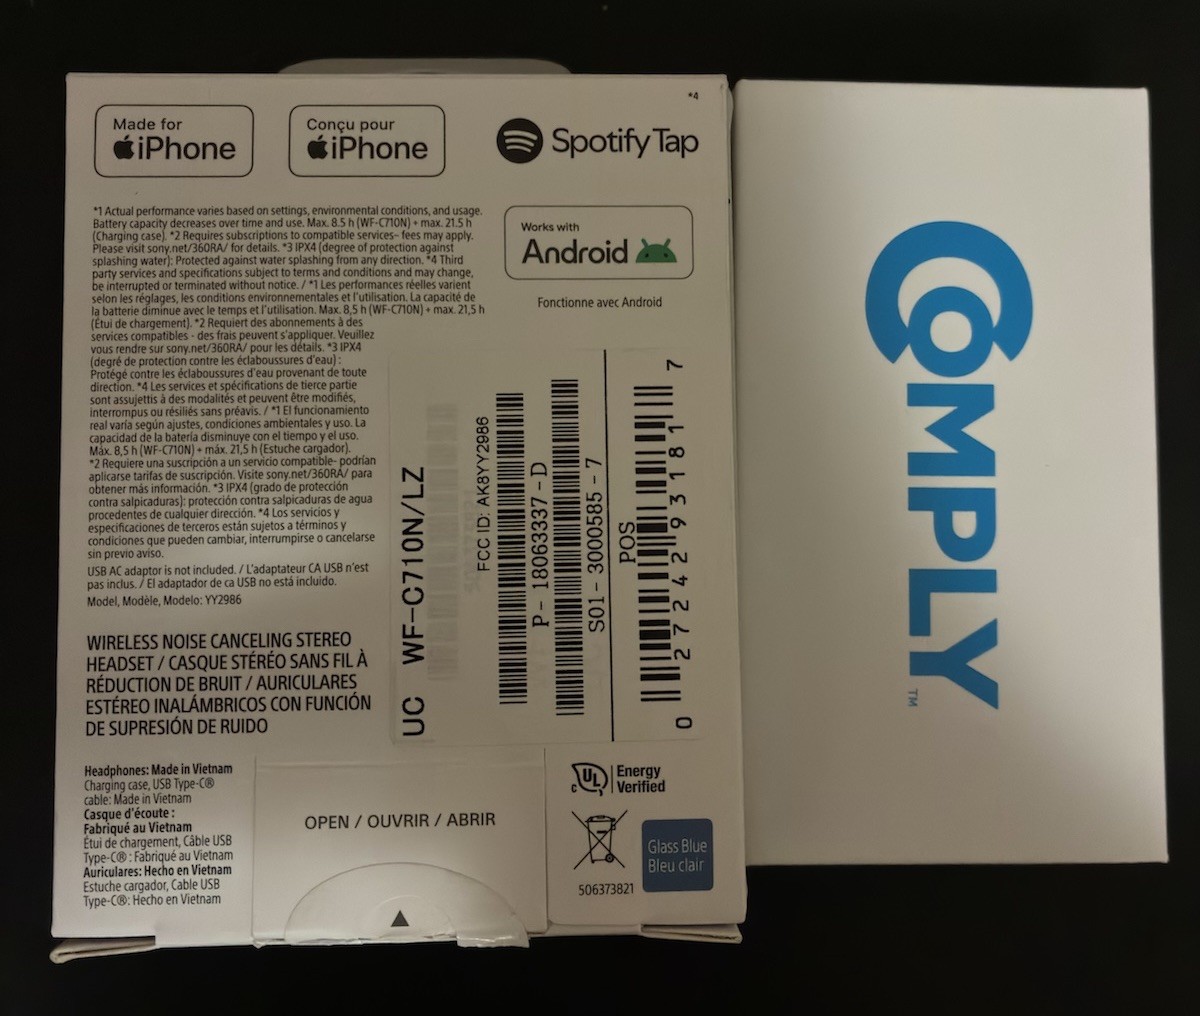 *4
Made for
iPhone
Conçu pour
iPhone
Spotify Tap
*1 Actual performance varies based on settings, environmental conditions, and usage.
Battery capacity decreases over time and use. Max. 8.5 h (WF-C710N) + max. 21.5 h
(Charging case). *2 Requires subscriptions to compatible services– fees may apply.
Please visit sony.net/360RA/ for details. *3 IPX4 (degree of protection against
splashing water): Protected against water splashing from any direction. *4 Third
party services and specifications subject to terms and conditions and may change,
be interrupted or terminated without notice. / *1 Les performances réelles varient
selon les réglages, les conditions environnementales et l'utilisation. La capacité de
la batterie diminue avec le temps et l'utilisation. Max. 8,5 h (WF-C710N) + max. 21,5 h
(Étui de chargement). *2 Requiert des abonnements à des
services compatibles - des frais peuvent s'appliquer. Veuillez
vous rendre sur sony.net/360RA/ pour les détails. *3 IPX4
(degré de protection contre les éclaboussures d'eau) :
Protégé contre les éclaboussures d'eau provenant de toute
direction. *4 Les services et spécifications de tierce partie
sont assujettis à des modalités et peuvent être modifiés,
interrompus ou résiliés sans préavis. / *1 El funcionamiento
real varía según ajustes, condiciones ambientales y uso. La
capacidad de la batería disminuye con el tiempo y el uso.
Máx. 8,5 h (WF-C710N) + máx. 21,5 h (Estuche cargador).
*2 Requiere una suscripción a un servicio compatible- podrían
aplicarse tarifas de suscripción. Visite sony.net/360RA/ para
obtener más información. *3 IPX4 (grado de protección
contra salpicaduras): protección contra salpicaduras de agua
procedentes de cualquier dirección. *4 Los servicios y
especificaciones de terceros están sujetos a términos y
condiciones que pueden cambiar, interrumpirse o cancelarse
sin previo aviso.
USB AC adaptor is not included. / L'adaptateur CA USB n'est
pas inclus. / El adaptador de ca USB no está incluido.
Model, Modèle, Modelo: YY2986
WIRELESS NOISE CANCELING STEREO
HEADSET / CASQUE STÉRÉO SANS FIL À
RÉDUCTION DE BRUIT / AURICULARES
ESTÉREO INALÁMBRICOS CON FUNCIÓN
DE SUPRESIÓN DE RUIDO
Headphones: Made in Vietnam
Charging case, USB Type-C®
cable: Made in Vietnam
Casque d'écoute :
Fabriqué au Vietnam
Étui de chargement, Câble USB
Type-C® : Fabriqué au Vietnam
Auriculares: Hecho en Vietnam
Estuche cargador, Cable USB
Type-C®: Hecho en Vietnam
Works with
Android
Fonctionne avec Android
UC WF-C710N/LZ
FCC ID: AK8YY2986
P-18063337-D
S01-3000585-7
POS
0 27242 93181 7
OPEN / OUVRIR / ABRIR
c UL Energy
Verified
506373821
Glass Blue
Bleu clair
COMPLY™